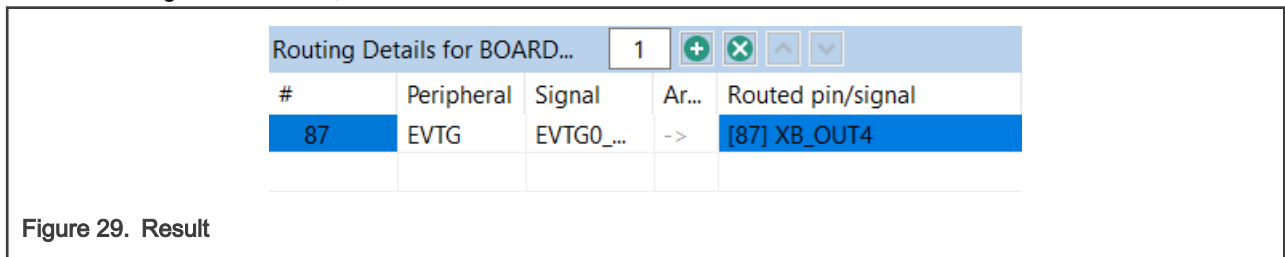 Routing Details for BOARD... 1
# Peripheral Signal Ar... Routed pin/signal
87 EVTG EVTG0_... -> [87] XB_OUT4
Figure 29. Result